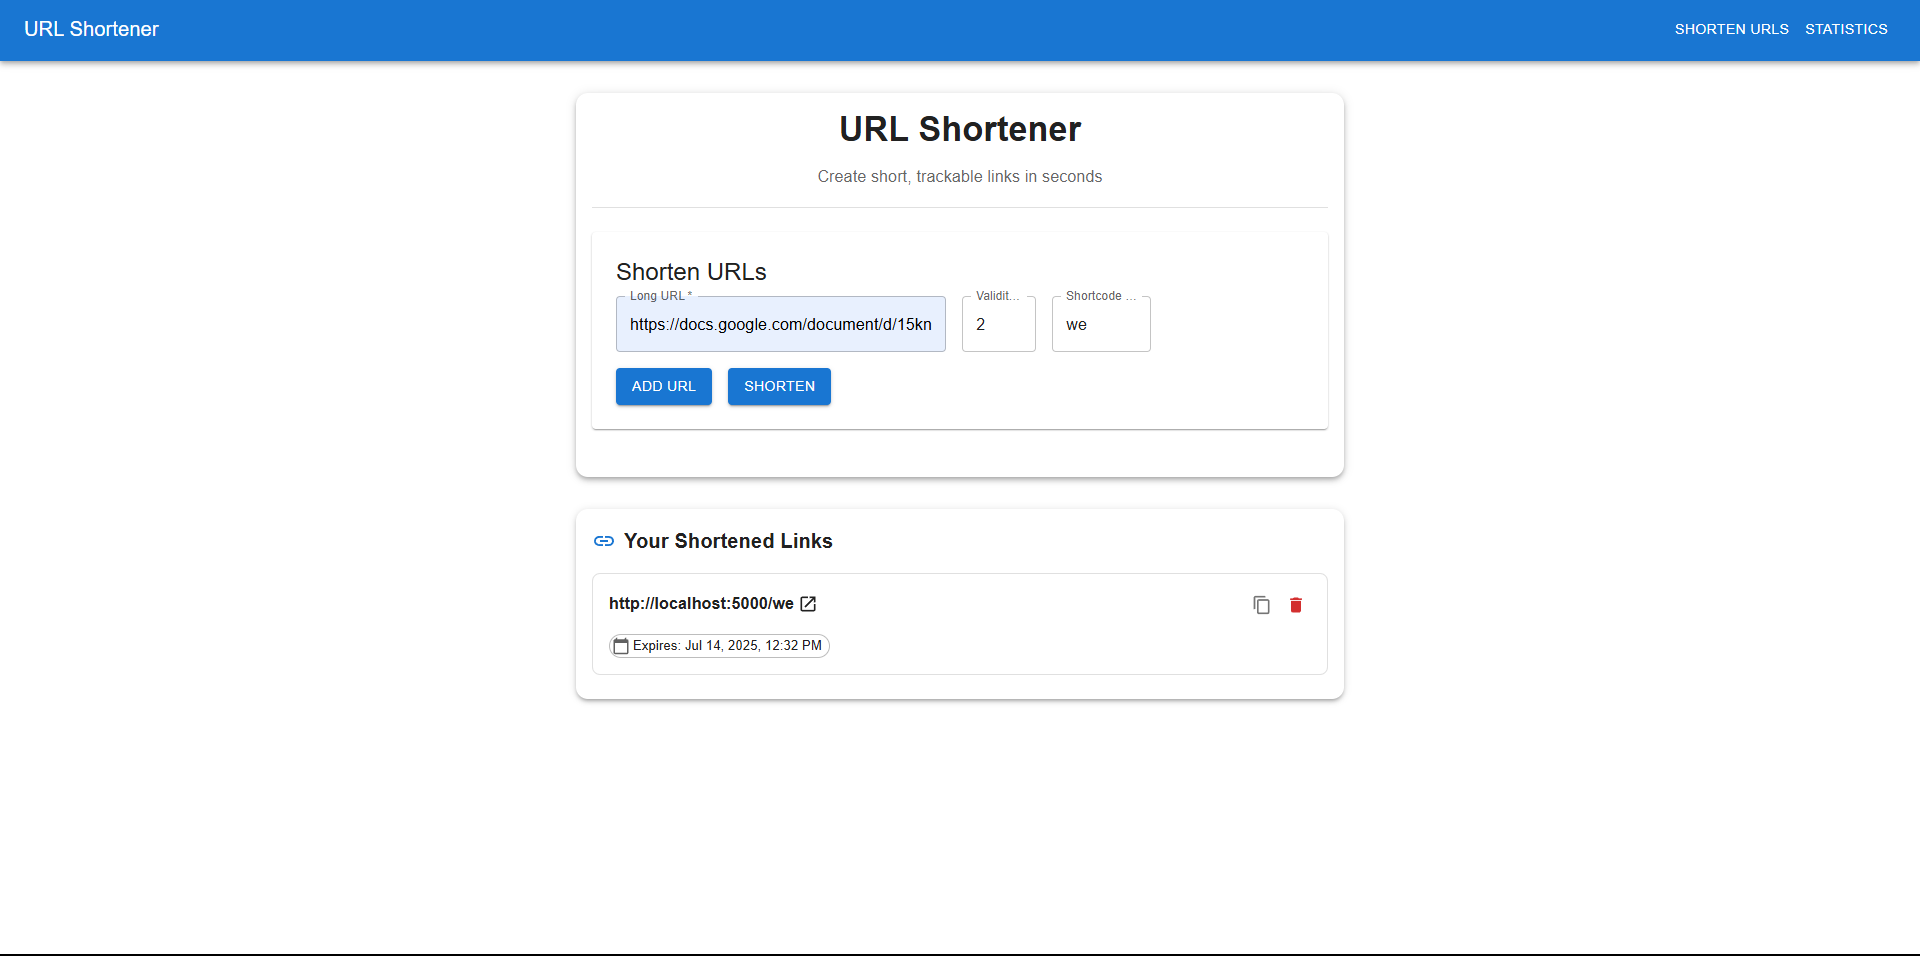 URL Shortener
SHORTEN URLS STATISTICS
URL Shortener
Create short, trackable links in seconds
Shorten URLs
Long URL * Validit... Shortcode ...
https://docs.google.com/document/d/15kn 2 we
ADD URL SHORTEN
Your Shortened Links
http://localhost:5000/we
Expires: Jul 14, 2025, 12:32 PM